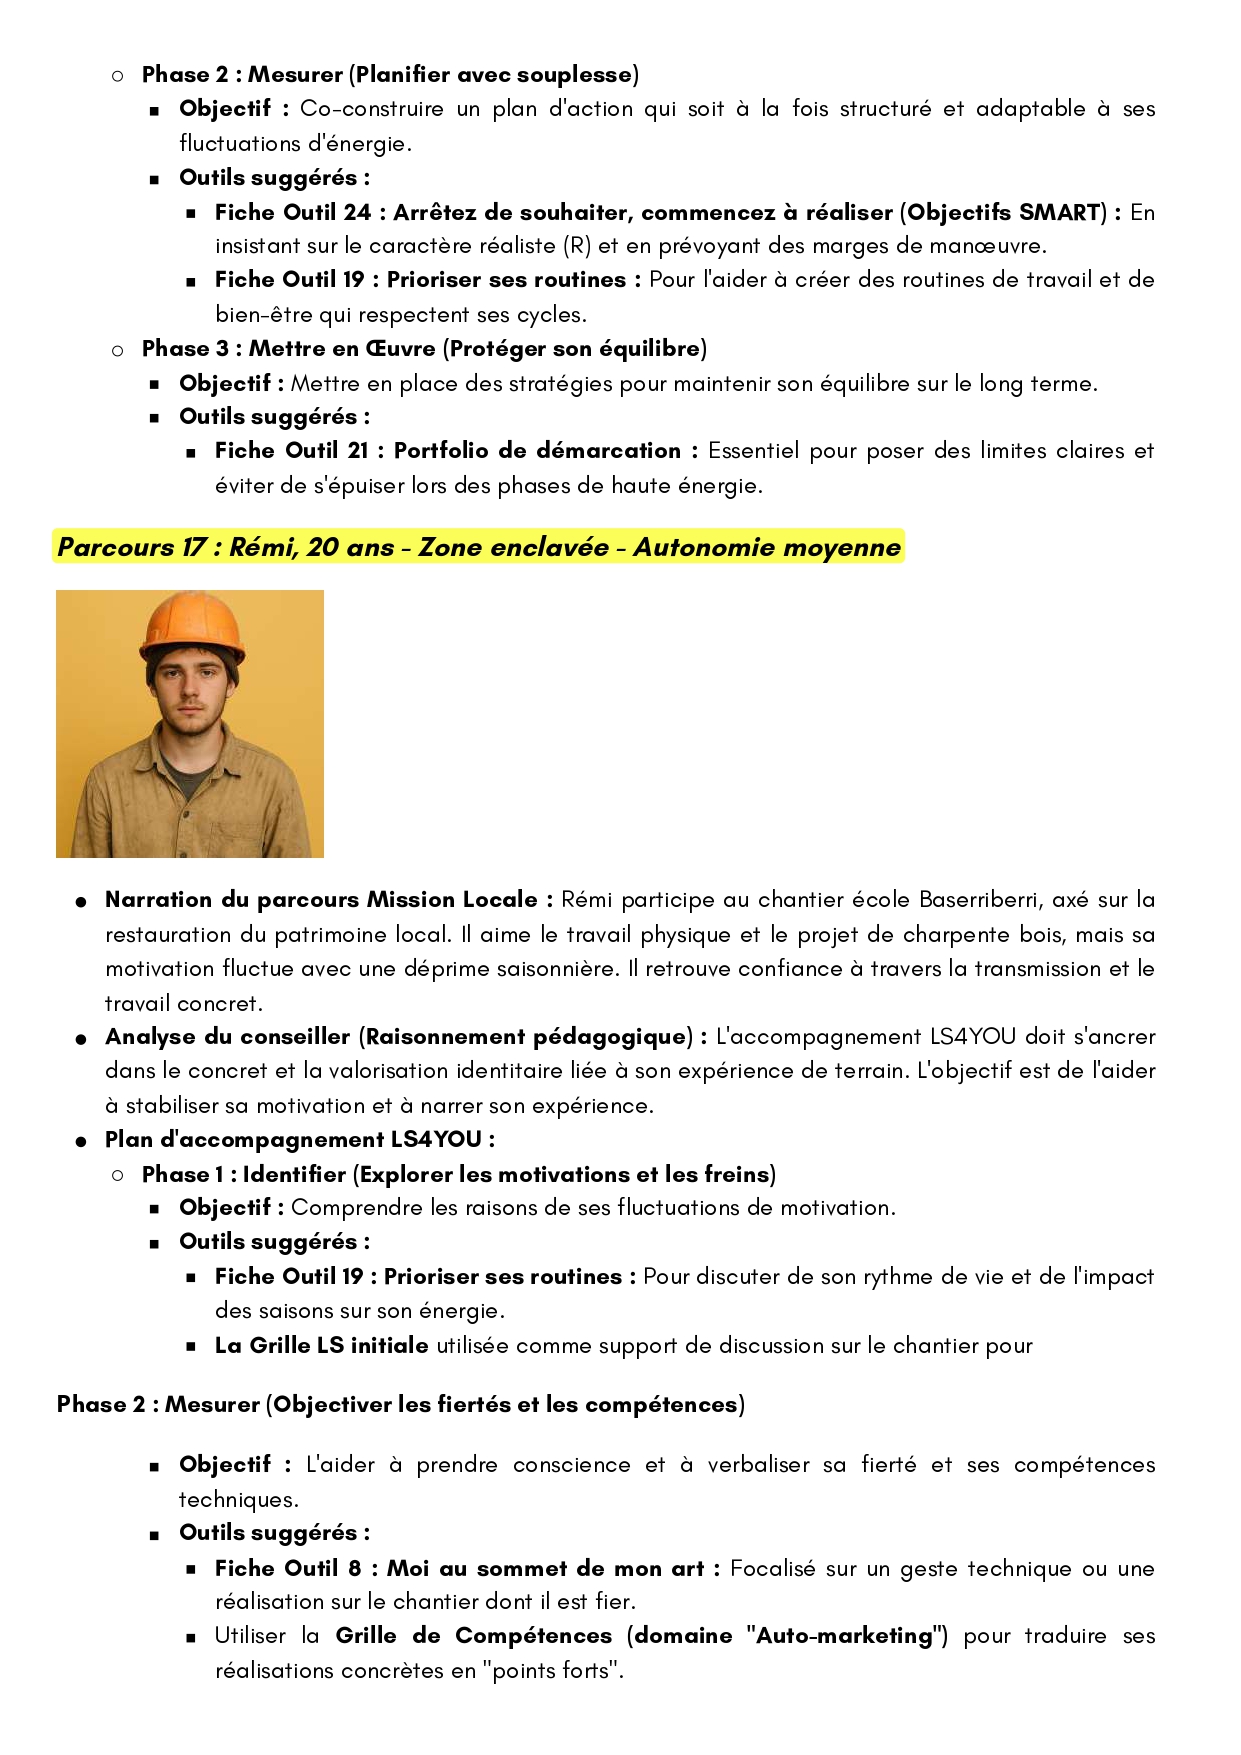 ○ Phase 2 : Mesurer (Planifier avec souplesse)
■ Objectif : Co-construire un plan d'action qui soit à la fois structuré et adaptable à ses
fluctuations d'énergie.
■ Outils suggérés :
■ Fiche Outil 24 : Arrêtez de souhaiter, commencez à réaliser (Objectifs SMART) : En
insistant sur le caractère réaliste (R) et en prévoyant des marges de manœuvre.
■ Fiche Outil 19 : Prioriser ses routines : Pour l'aider à créer des routines de travail et de
bien-être qui respectent ses cycles.
○ Phase 3 : Mettre en Œuvre (Protéger son équilibre)
■ Objectif : Mettre en place des stratégies pour maintenir son équilibre sur le long terme.
■ Outils suggérés :
■ Fiche Outil 21 : Portfolio de démarcation : Essentiel pour poser des limites claires et
éviter de s'épuiser lors des phases de haute énergie.
Parcours 17 : Rémi, 20 ans - Zone enclavée - Autonomie moyenne
● Narration du parcours Mission Locale : Rémi participe au chantier école Baserriberri, axé sur la
restauration du patrimoine local. Il aime le travail physique et le projet de charpente bois, mais sa
motivation fluctue avec une déprime saisonnière. Il retrouve confiance à travers la transmission et le
travail concret.
● Analyse du conseiller (Raisonnement pédagogique) : L'accompagnement LS4YOU doit s'ancrer
dans le concret et la valorisation identitaire liée à son expérience de terrain. L'objectif est de l'aider
à stabiliser sa motivation et à narrer son expérience.
● Plan d'accompagnement LS4YOU :
○ Phase 1 : Identifier (Explorer les motivations et les freins)
■ Objectif : Comprendre les raisons de ses fluctuations de motivation.
■ Outils suggérés :
■ Fiche Outil 19 : Prioriser ses routines : Pour discuter de son rythme de vie et de l'impact
des saisons sur son énergie.
■ La Grille LS initiale utilisée comme support de discussion sur le chantier pour
Phase 2 : Mesurer (Objectiver les fiertés et les compétences)
■ Objectif : L'aider à prendre conscience et à verbaliser sa fierté et ses compétences
techniques.
■ Outils suggérés :
■ Fiche Outil 8 : Moi au sommet de mon art : Focalisé sur un geste technique ou une
réalisation sur le chantier dont il est fier.
■ Utiliser la Grille de Compétences (domaine "Auto-marketing") pour traduire ses
réalisations concrètes en "points forts".